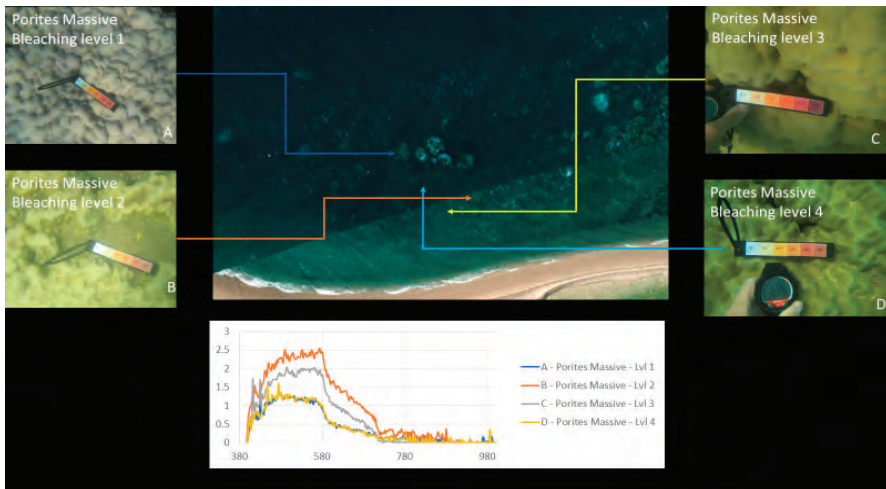 Porites Massive
Bleaching level 1
A
Porites Massive
Bleaching level 3
C
Porites Massive
Bleaching level 2
B
Porites Massive
Bleaching level 4
D
3
2.5
2
1.5
1
0.5
0
380
580
780
980
A - Porites Massive - Lvl 1
B - Porites Massive - Lvl 2
C - Porites Massive - Lvl 3
D - Porites Massive - Lvl 4